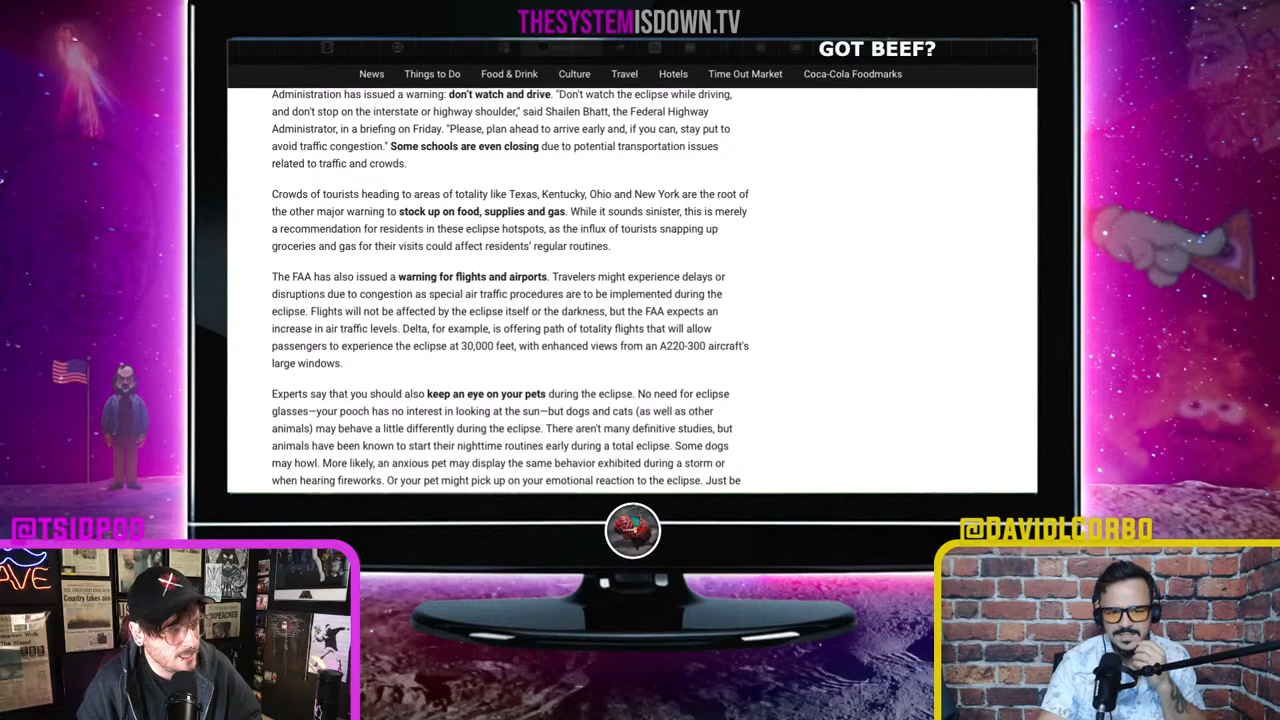 THESYSTEMISDOWN.TV
GOT BEEF?
News Things to Do Food & Drink Culture Travel Hotels Time Out Market Coca-Cola Foodmarks
Administration has issued a warning: don't watch and drive. "Don't watch the eclipse while driving,
and don't stop on the interstate or highway shoulder," said Shailen Bhatt, the Federal Highway
Administrator, in a briefing on Friday. "Please, plan ahead to arrive early and, if you can, stay put to
avoid traffic congestion." Some schools are even closing due to potential transportation issues
related to traffic and crowds.
Crowds of tourists heading to areas of totality like Texas, Kentucky, Ohio and New York are the root of
the other major warning to stock up on food, supplies and gas. While it sounds sinister, this is merely
a recommendation for residents in these eclipse hotspots, as the influx of tourists snapping up
groceries and gas for their visits could affect residents' regular routines.
The FAA has also issued a warning for flights and airports. Travelers might experience delays or
disruptions due to congestion as special air traffic procedures are to be implemented during the
eclipse. Flights will not be affected by the eclipse itself or the darkness, but the FAA expects an
increase in air traffic levels. Delta, for example, is offering path of totality flights that will allow
passengers to experience the eclipse at 30,000 feet, with enhanced views from an A220-300 aircraft's
large windows.
Experts say that you should also keep an eye on your pets during the eclipse. No need for eclipse
glasses—your pooch has no interest in looking at the sun—but dogs and cats (as well as other
animals) may behave a little differently during the eclipse. There aren't many definitive studies, but
animals have been known to start their nighttime routines early during a total eclipse. Some dogs
may howl. More likely, an anxious pet may display the same behavior exhibited during a storm or
when hearing fireworks. Or your pet might pick up on your emotional reaction to the eclipse. Just be
@TSIDPOD
@DAVIDLCORBO
AVE
Country takes aim
IMPEACHED